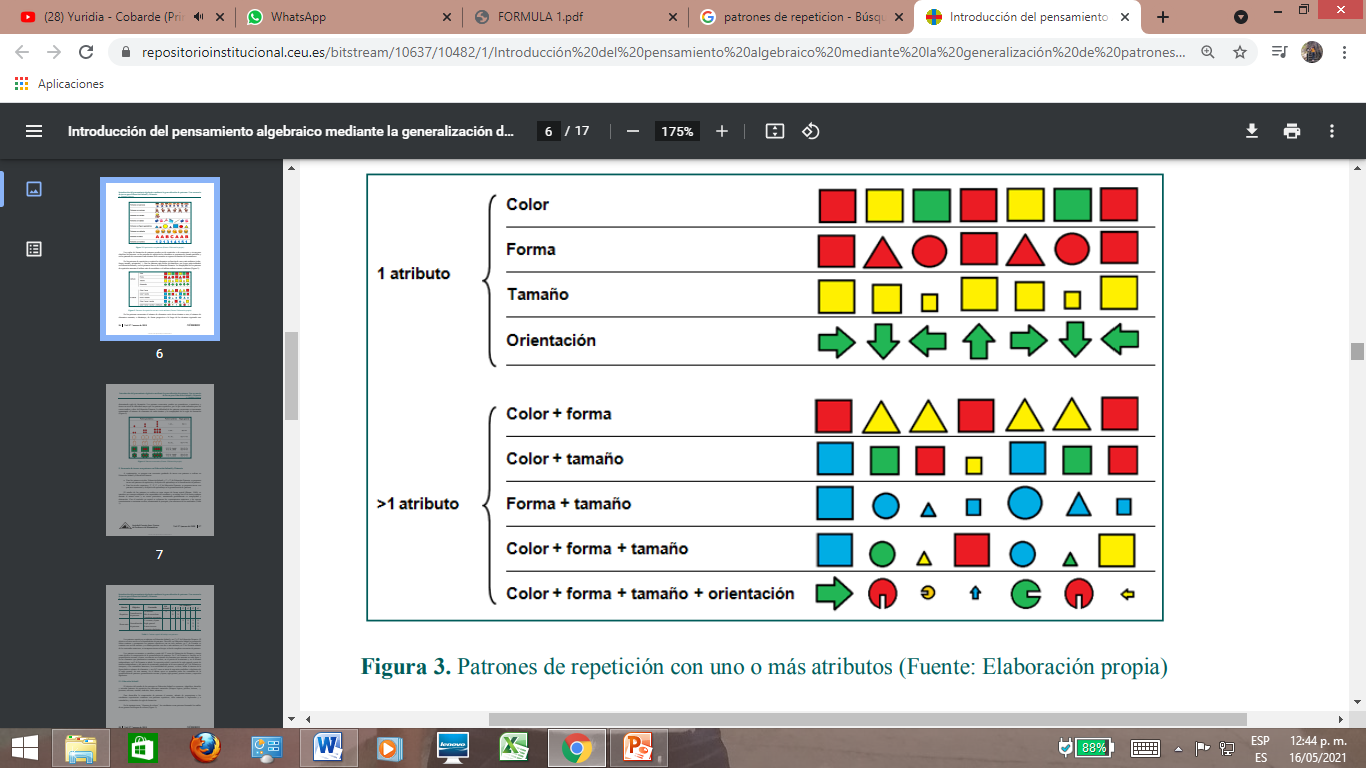 (28) Yuridia - Cobarde (Pri
WhatsApp
FORMULA 1.pdf
patrones de repeticion - Búsqu
Introducción del pensamiento
repositorioinstitucional.ceu.es/bitstream/10637/10482/1/Introducción%20del%20pensamiento%20algebraico%20mediante%20la%20generalización%20de%20patrones...
Aplicaciones
Introducción del pensamiento algebraico mediante la generalización d...
6 / 17
175%
6
7
1 atributo
Color
Forma
Tamaño
Orientación
>1 atributo
Color + forma
Color + tamaño
Forma + tamaño
Color + forma + tamaño
Color + forma + tamaño + orientación
Figura 3. Patrones de repetición con uno o más atributos (Fuente: Elaboración propia)
lenovo
88%
ESP
ES
12:44 p. m.
16/05/2021